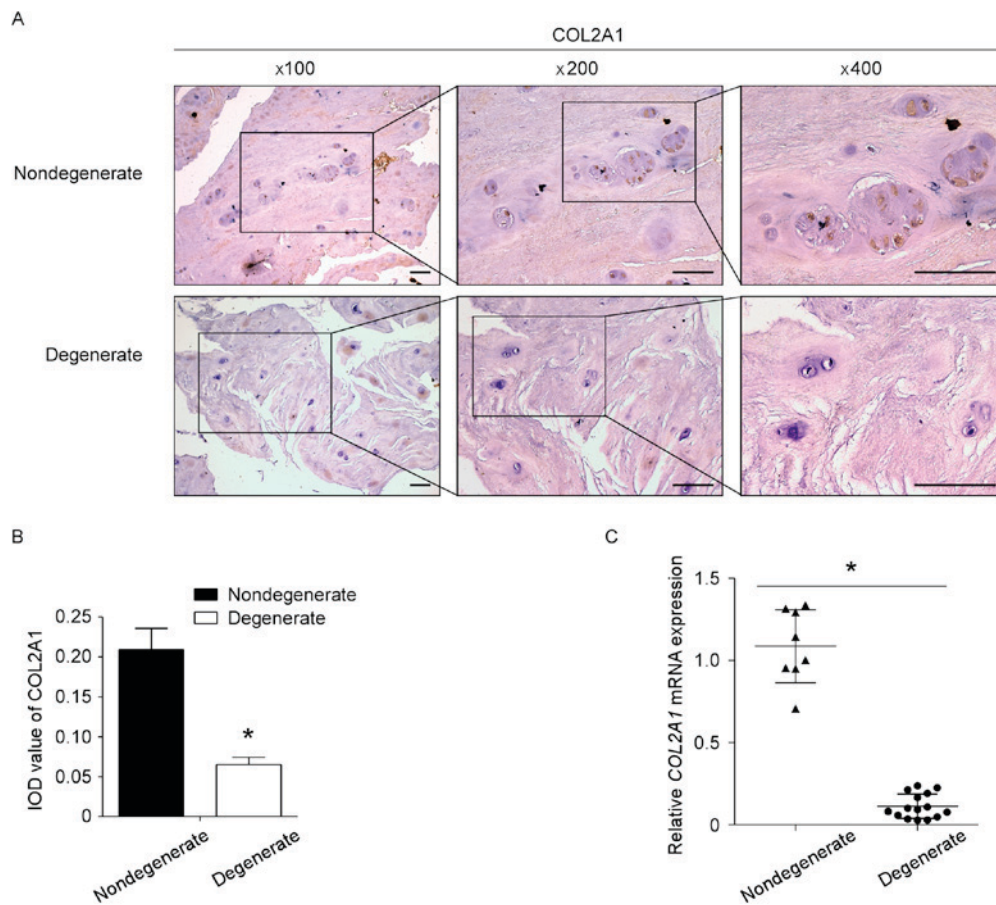 A
COL2A1
x100 x200 x400
Nondegenerate
Degenerate
B
Nondegenerate
Degenerate
IOD value of COL2A1
0.25
0.20
0.15
0.10
0.05
0
*
Nondegenerate
Degenerate
C
Relative COL2A1 mRNA expression
1.5
1.0
0.5
0
*
Nondegenerate
Degenerate